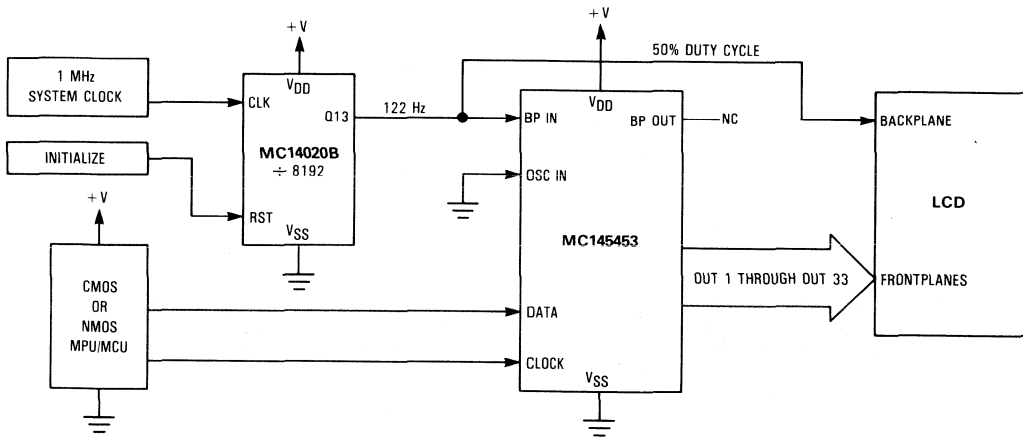 +V
+V
50% DUTY CYCLE
1 MHz
SYSTEM CLOCK
VDD
CLK
Q13
122 Hz
VDD
BP IN
BP OUT
NC
BACKPLANE
INITIALIZE
MC14020B
÷ 8192
OSC IN
LCD
+V
RST
VSS
MC145453
CMOS
OR
NMOS
MPU/MCU
OUT 1 THROUGH OUT 33
FRONTPLANES
DATA
CLOCK
VSS